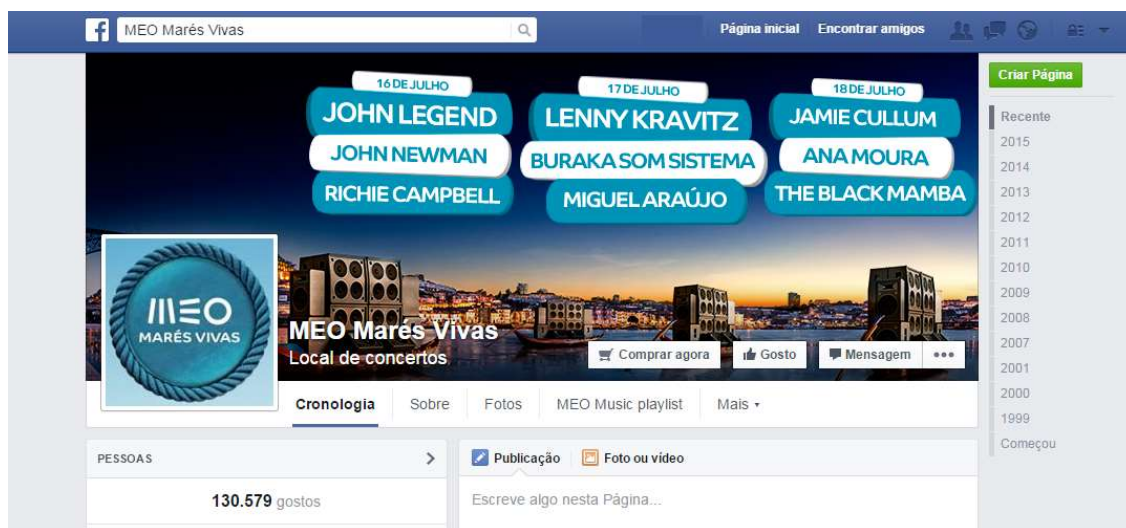 f MEO Marés Vivas Página inicial Encontrar amigos
16 DE JULHO
JOHN LEGEND
JOHN NEWMAN
RICHIE CAMPBELL
17 DE JULHO
LENNY KRAVITZ
BURAKA SOM SISTEMA
MIGUEL ARAÚJO
18 DE JULHO
JAMIE CULLUM
ANA MOURA
THE BLACK MAMBA
MEO
MARÉS VIVAS
MEO Marés Vivas
Local de concertos
Comprar agora Gosto Mensagem •••
Cronologia Sobre Fotos MEO Music playlist Mais
PESSOAS
130.579 gostos
Publicação Foto ou vídeo
Escreve algo nesta Página...
Criar Página
Recente
2015
2014
2013
2012
2011
2010
2009
2008
2007
2001
2000
1999
Começou